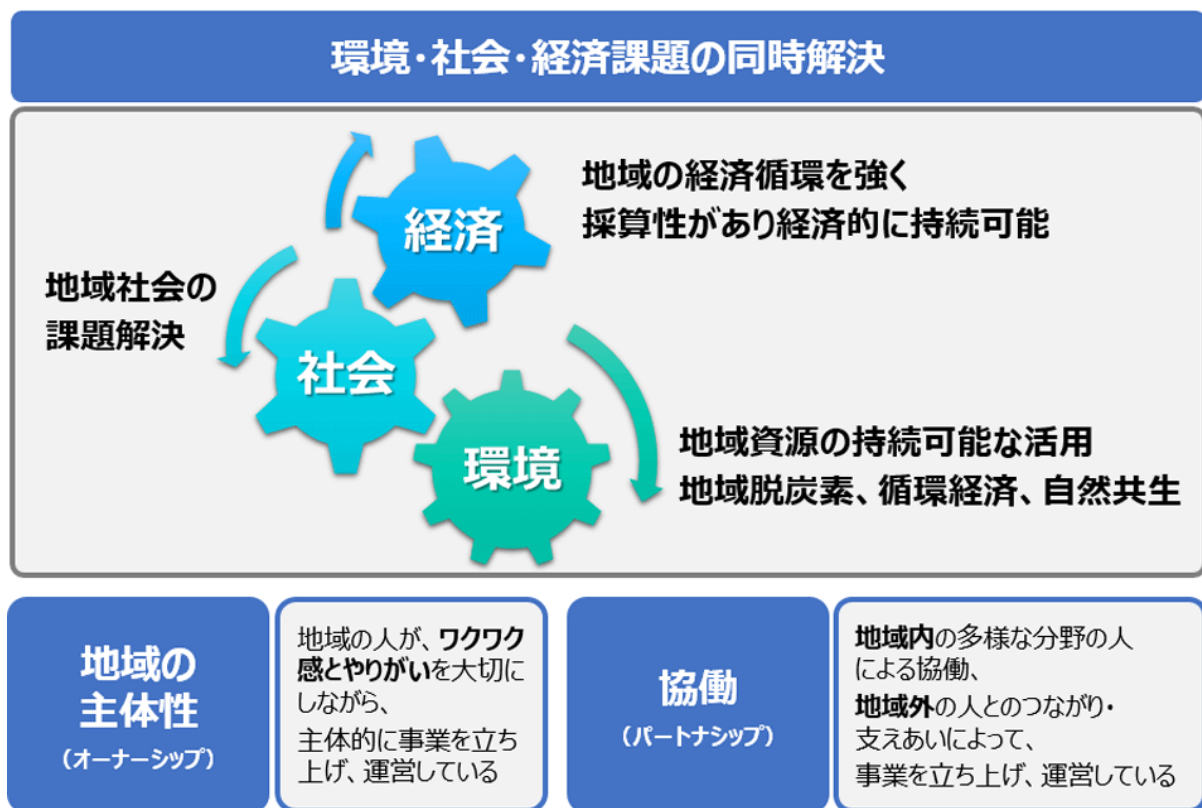 環境・社会・経済課題の同時解決
経済
地域の経済循環を強く
採算性があり経済的に持続可能
地域社会の
課題解決
社会
環境
地域資源の持続可能な活用
地域脱炭素、循環経済、自然共生
地域の
主体性
（オーナーシップ）
地域の人が、ワクワク
感とやりがいを大切に
しながら、
主体的に事業を立ち
上げ、運営している
協働
（パートナシップ）
地域内の多様な分野の人
による協働、
地域外の人とのつながり・
支えあいによって、
事業を立ち上げ、運営している